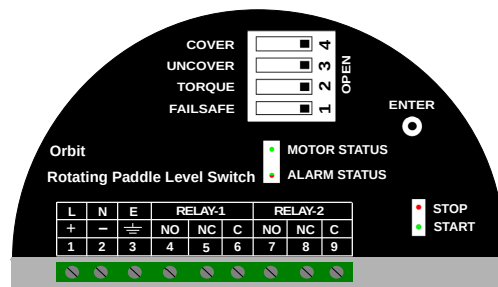 COVER 4
UNCOVER 3
TORQUE 2
FAILSAFE 1
OPEN
ENTER
Orbit
MOTOR STATUS
Rotating Paddle Level Switch
ALARM STATUS
STOP
START
L N E RELAY-1 RELAY-2
+ − ⏚ NO NC C NO NC C
1 2 3 4 5 6 7 8 9